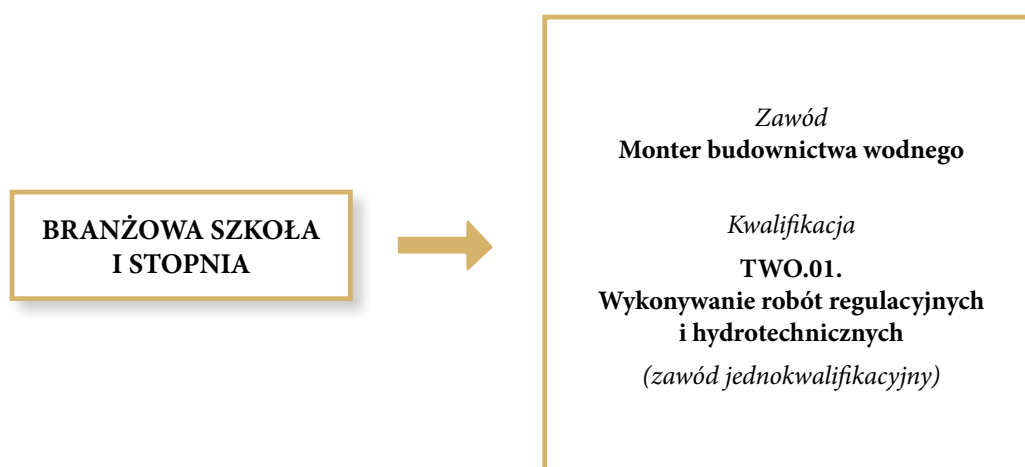 BRANŻOWA SZKOŁA
I STOPNIA
Zawód
Monter budownictwa wodnego
Kwalifikacja
TWO.01.
Wykonywanie robót regulacyjnych
i hydrotechnicznych
(zawód jednokwalifikacyjny)